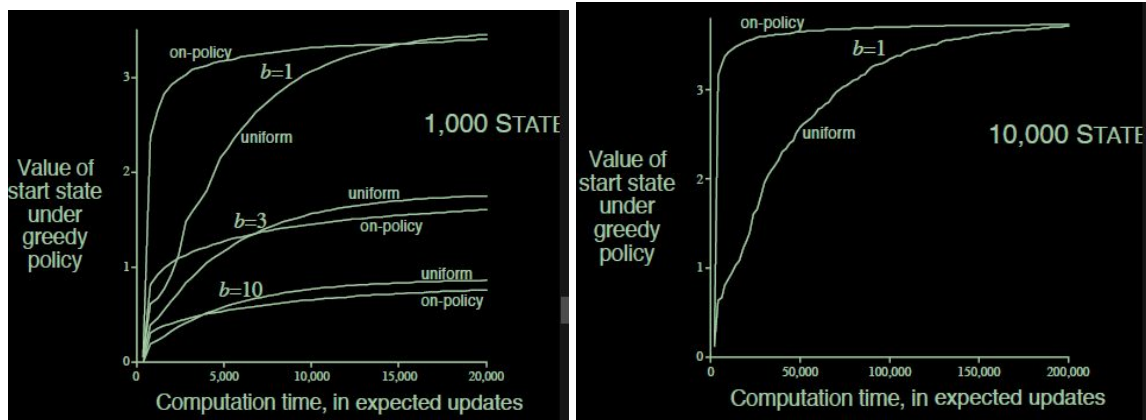 on-policy
b=1
3
1,000 STATE
uniform
Value of
start state
under
greedy
policy
2
uniform
b=3
on-policy
1
uniform
b=10
on-policy
0
0
5,000
10,000
15,000
20,000
Computation time, in expected updates
on-policy
b=1
3
uniform
10,000 STATE
Value of
start state
under
greedy
policy
2
1
0
0
50,000
100,000
150,000
200,000
Computation time, in expected updates